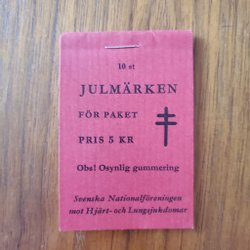 10 st
JULMÄRKEN
FÖR PAKET
PRIS 5 KR
Obs! Osynlig gummering
Svenska Nationalföreningen
mot Hjärt- och Lungsjukdomar